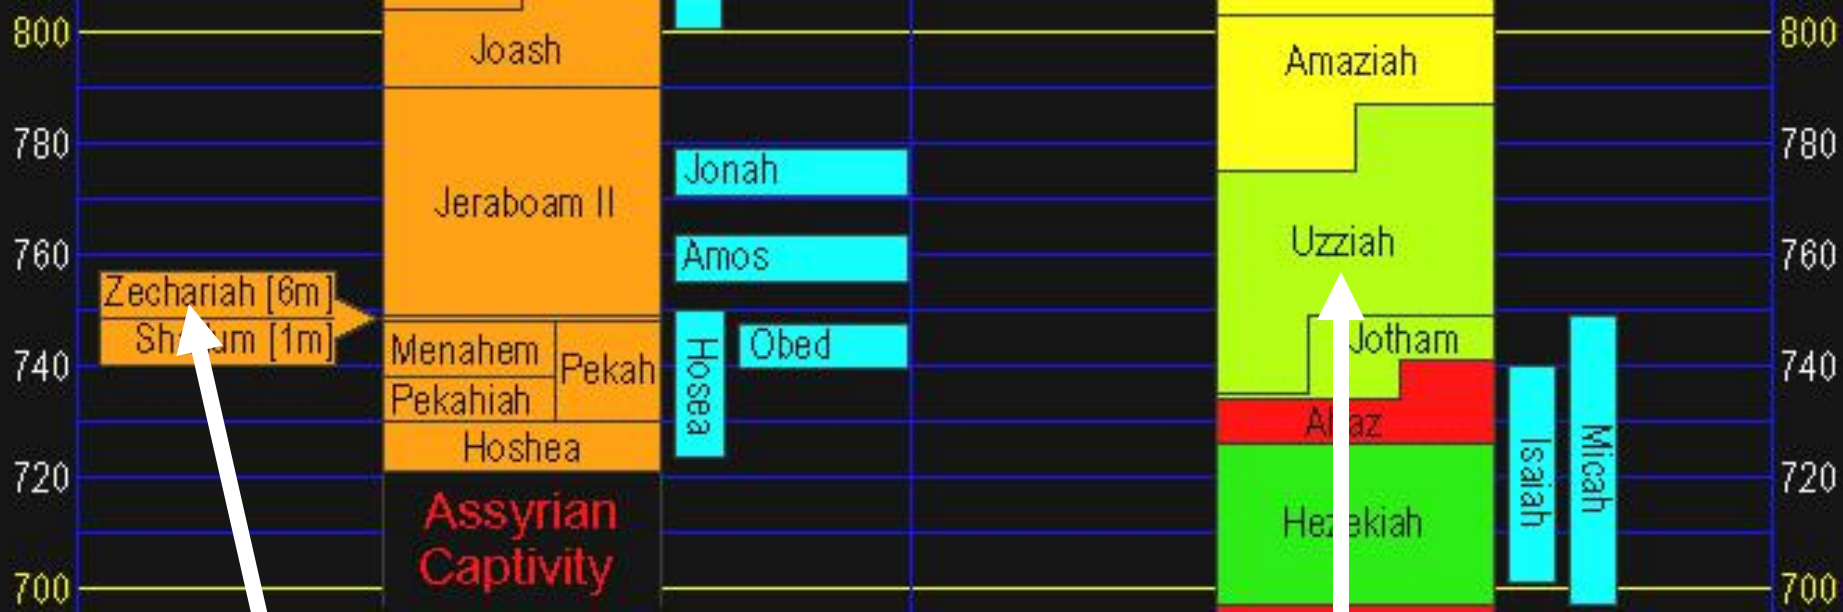 800
Joash
Amaziah
800
780
Jonah
780
Jeraboam II
760
Amos
Uzziah
760
Zechariah [6m]
[1m]
740
Menahem
Pekah
Pekahiah
Hoshea
Hosea
Obed
Jotham
740
720
Assyrian
Captivity
Hezekiah
Isaiah
Micah
720
700
700